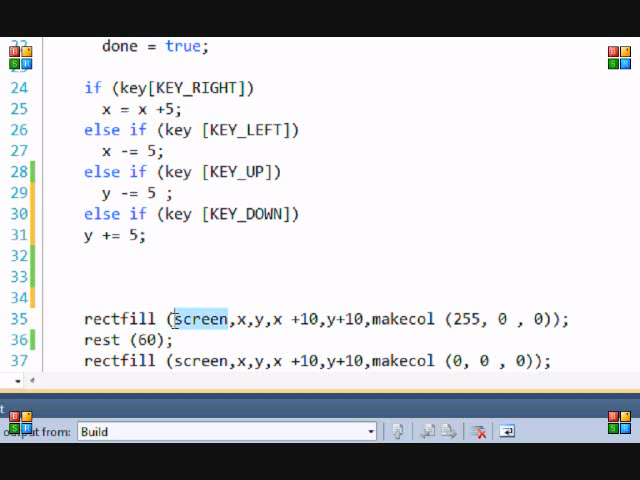 22 done = true;
23
24 if (key[KEY_RIGHT])
25 x = x +5;
26 else if (key [KEY_LEFT])
27 x -= 5;
28 else if (key [KEY_UP])
29 y -= 5 ;
30 else if (key [KEY_DOWN])
31 y += 5;
32
33
34
35 rectfill (screen,x,y,x +10,y+10,makecol (255, 0 , 0));
36 rest (60);
37 rectfill (screen,x,y,x +10,y+10,makecol (0, 0 , 0));
output from: Build